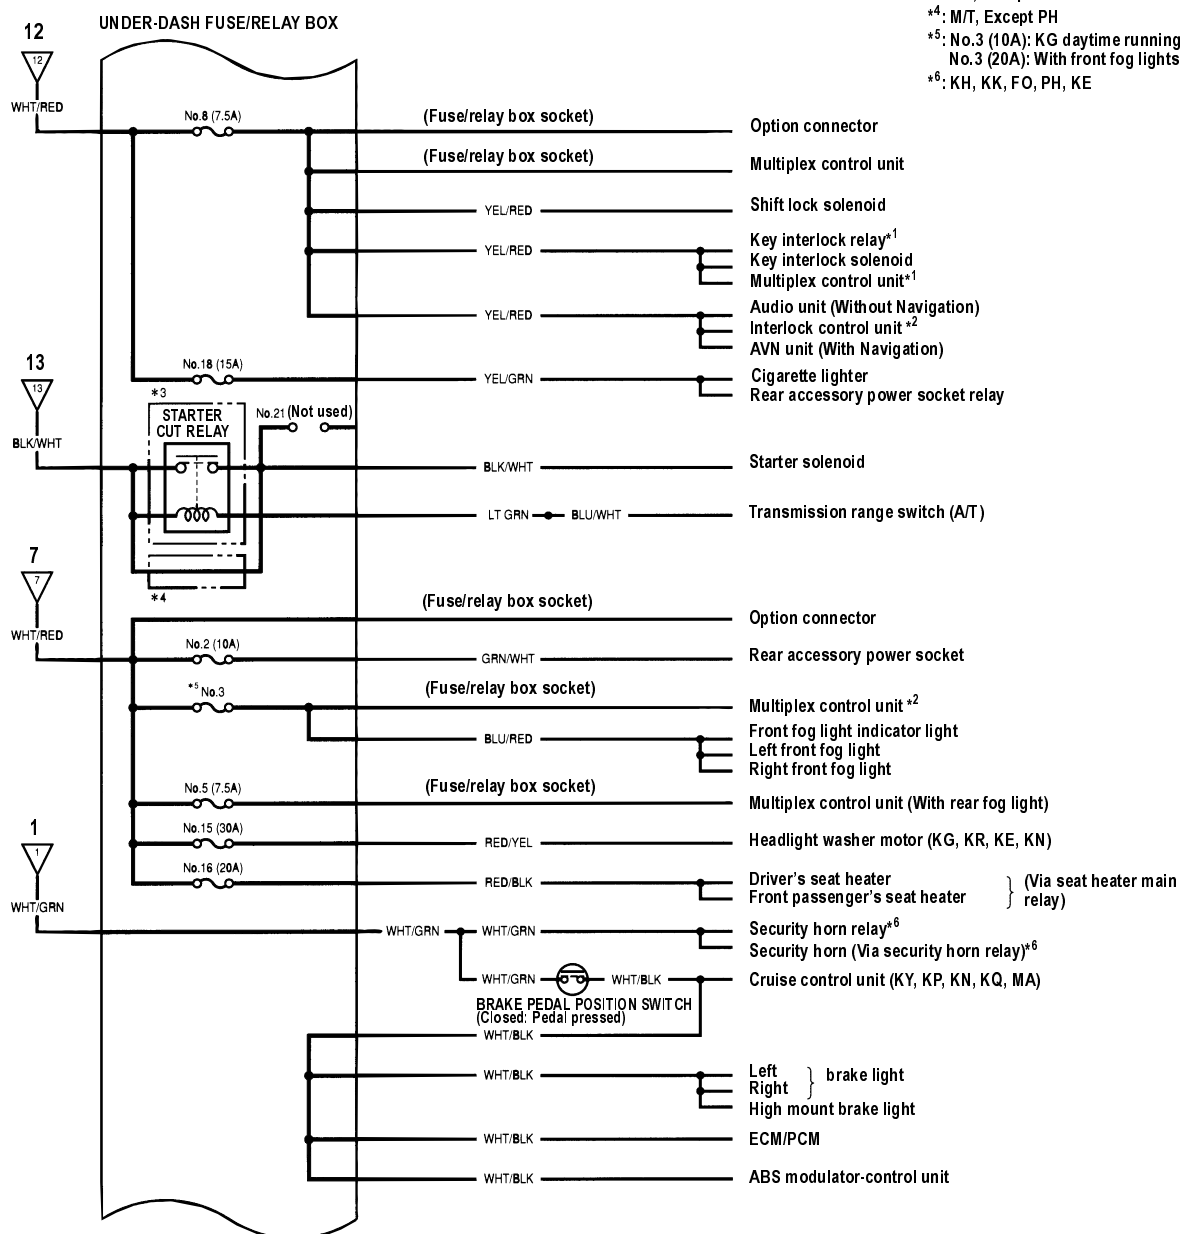 UNDER-DASH FUSE/RELAY BOX
*4: M/T, Except PH
*5: No.3 (10A): KG daytime running
No.3 (20A): With front fog lights
*6: KH, KK, FO, PH, KE
12
12
WHT/RED
No.8 (7.5A)
(Fuse/relay box socket)
Option connector
(Fuse/relay box socket)
Multiplex control unit
YEL/RED
Shift lock solenoid
YEL/RED
Key interlock relay*1
Key interlock solenoid
Multiplex control unit*1
YEL/RED
Audio unit (Without Navigation)
Interlock control unit *2
AVN unit (With Navigation)
13
13
BLK/WHT
No.18 (15A)
YEL/GRN
Cigarette lighter
Rear accessory power socket relay
*3
STARTER
CUT RELAY
No.21 (Not used)
BLK/WHT
Starter solenoid
LT GRN
BLU/WHT
Transmission range switch (A/T)
*4
7
7
WHT/RED
(Fuse/relay box socket)
Option connector
No.2 (10A)
GRN/WHT
Rear accessory power socket
*5 No.3
(Fuse/relay box socket)
Multiplex control unit *2
BLU/RED
Front fog light indicator light
Left front fog light
Right front fog light
No.5 (7.5A)
(Fuse/relay box socket)
Multiplex control unit (With rear fog light)
1
1
WHT/GRN
No.15 (30A)
RED/YEL
Headlight washer motor (KG, KR, KE, KN)
No.16 (20A)
RED/BLK
Driver's seat heater
Front passenger's seat heater
(Via seat heater main
relay)
WHT/GRN
WHT/GRN
Security horn relay*6
Security horn (Via security horn relay)*6
WHT/GRN
WHT/BLK
Cruise control unit (KY, KP, KN, KQ, MA)
BRAKE PEDAL POSITION SWITCH
(Closed: Pedal pressed)
WHT/BLK
WHT/BLK
Left
Right
brake light
High mount brake light
WHT/BLK
ECM/PCM
WHT/BLK
ABS modulator-control unit